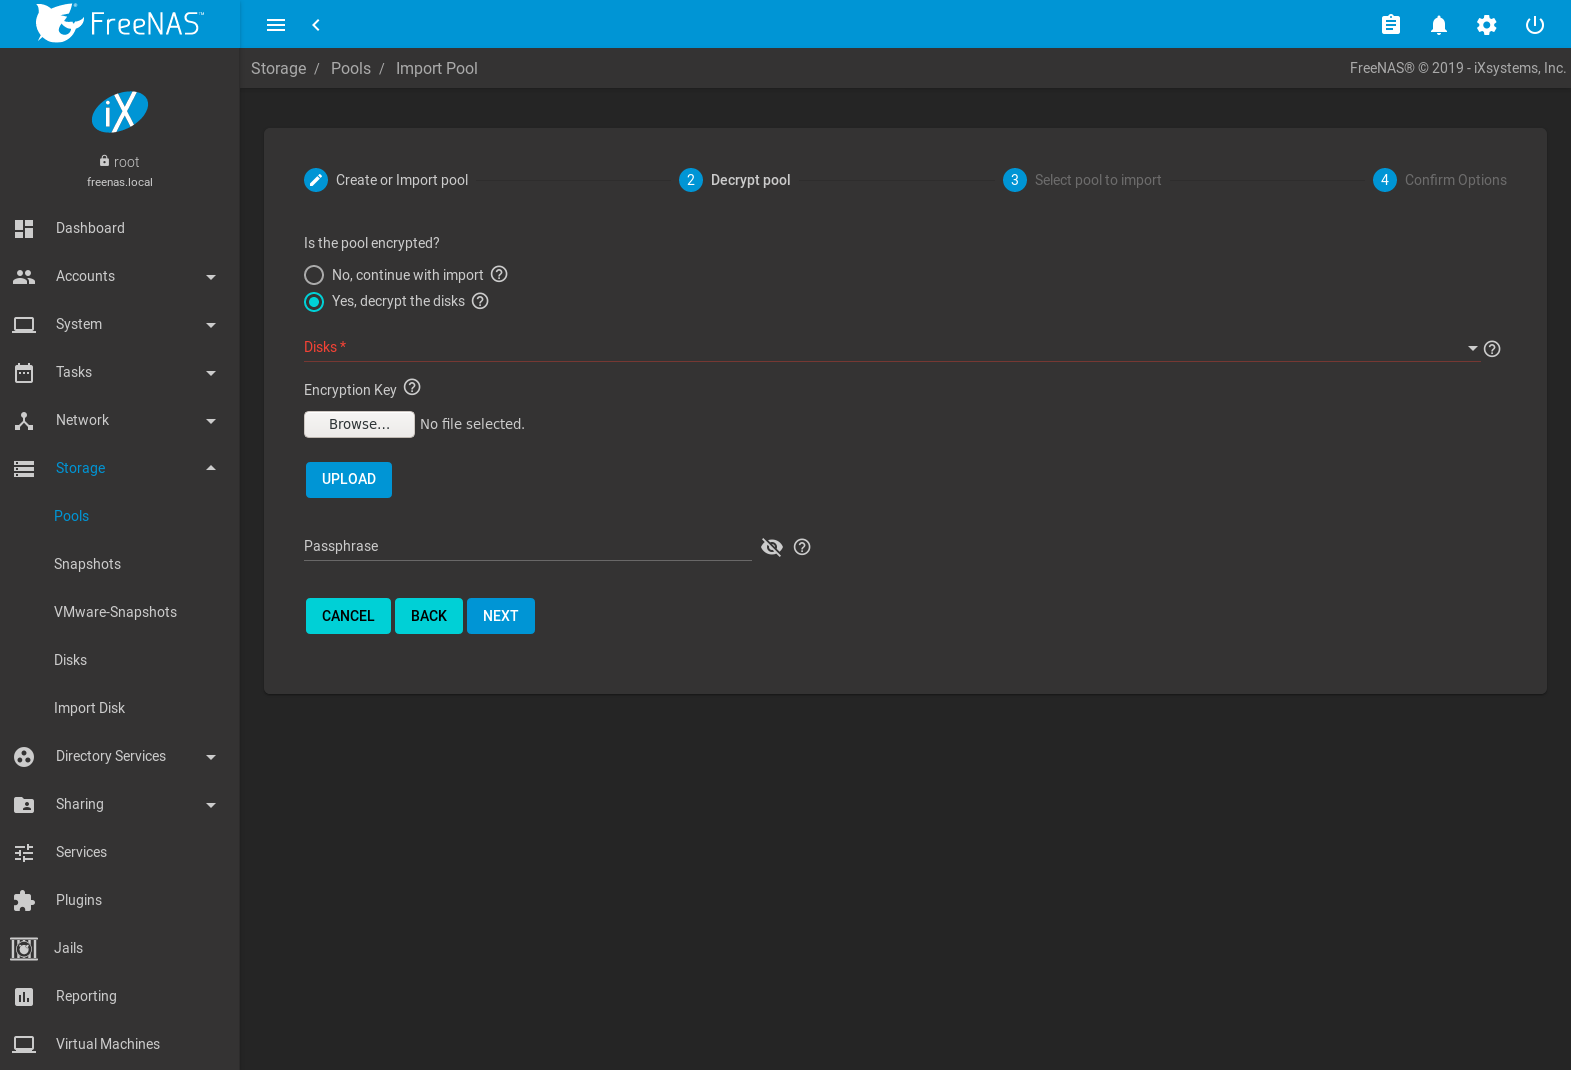 FreeNAS™
Storage / Pools / Import Pool
FreeNAS® © 2019 - iXsystems, Inc.
iX
root
freenas.local
Dashboard
Accounts
System
Tasks
Network
Storage
Pools
Snapshots
VMware-Snapshots
Disks
Import Disk
Directory Services
Sharing
Services
Plugins
Jails
Reporting
Virtual Machines
Create or Import pool
2 Decrypt pool
3 Select pool to import
4 Confirm Options
Is the pool encrypted?
No, continue with import
Yes, decrypt the disks
Disks *
Encryption Key
Browse... No file selected.
UPLOAD
Passphrase
CANCEL BACK NEXT